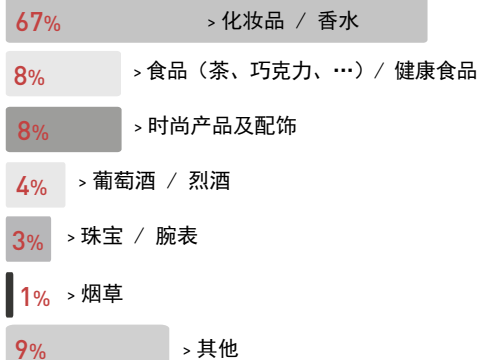 67% > 化妆品 / 香水
8% > 食品（茶、巧克力、…）/ 健康食品
8% > 时尚产品及配饰
4% > 葡萄酒 / 烈酒
3% > 珠宝 / 腕表
1% > 烟草
9% > 其他